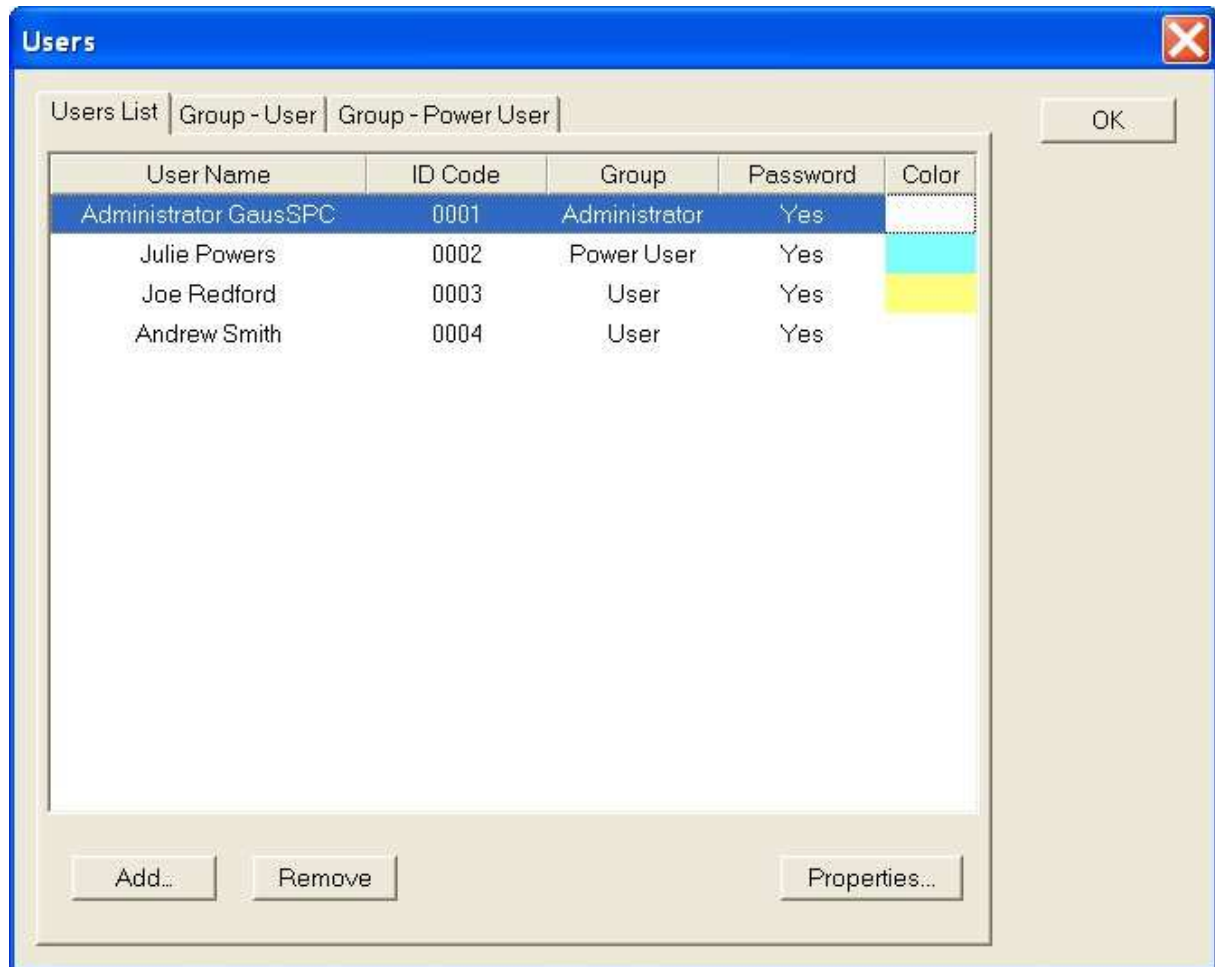 Users
Users List Group - User Group - Power User
OK
User Name ID Code Group Password Color
Administrator GausSPC 0001 Administrator Yes
Julie Powers 0002 Power User Yes
Joe Redford 0003 User Yes
Andrew Smith 0004 User Yes
Add... Remove Properties...